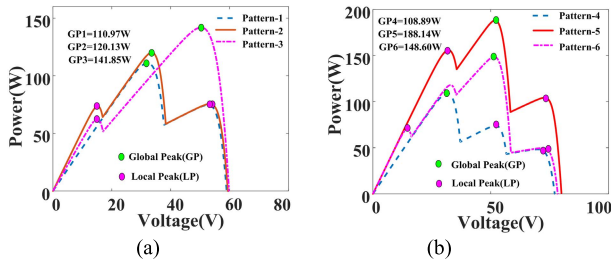 150
100
50
0
Power(W)
GP1=110.97W
GP2=120.13W
GP3=141.85W
Pattern-1
Pattern-2
Pattern-3
Global Peak(GP)
Local Peak(LP)
0 20 40 60 80
Voltage(V)
(a)
200
150
100
50
0
Power(W)
GP4=108.89W
GP5=188.14W
GP6=148.60W
Pattern-4
Pattern-5
Pattern-6
Global Peak(GP)
Local Peak(LP)
0 50 100
Voltage(V)
(b)